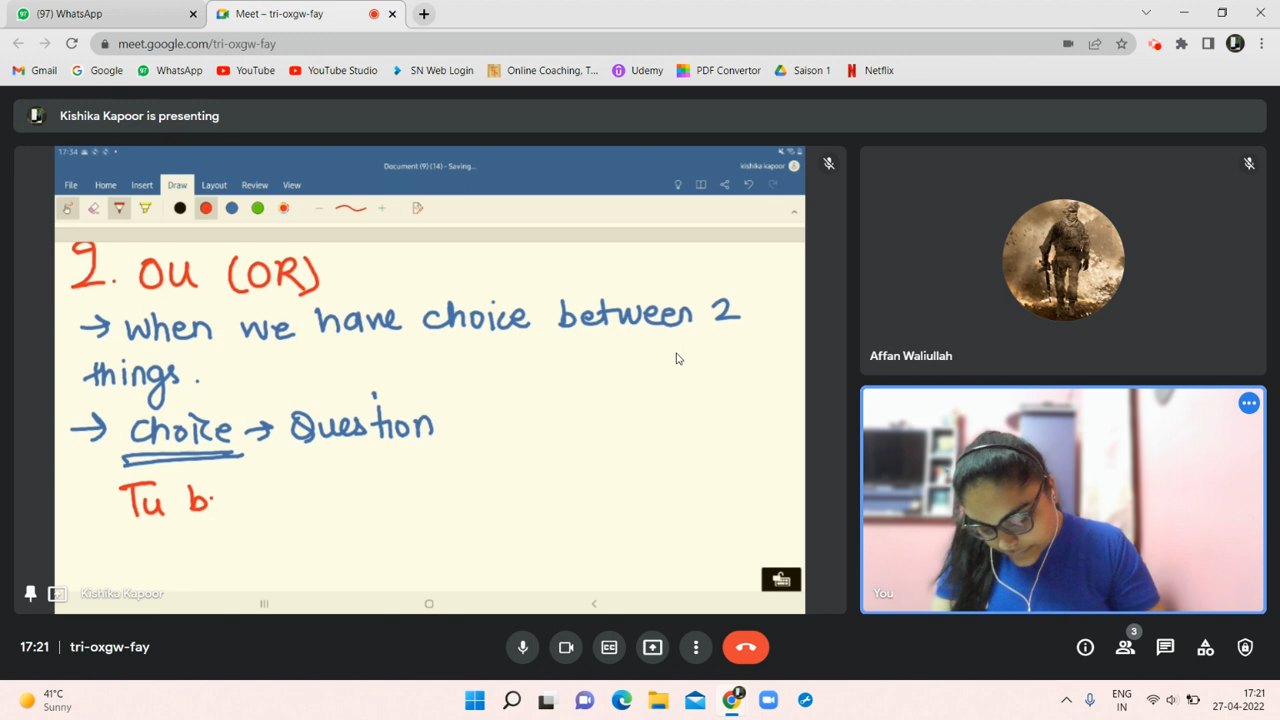 (97) WhatsApp
Meet – tri-oxgw-fay
meet.google.com/tri-oxgw-fay
Gmail
Google
WhatsApp
YouTube
YouTube Studio
SN Web Login
Online Coaching, T...
Udemy
PDF Convertor
Saison 1
Netflix
Kishika Kapoor is presenting
17:54
Document (9) (14) - Saving...
kishika kapoor
File Home Insert Draw Layout Review View
2. OU (OR)
→ When we have choice between 2
things.
→ choice → Question
Tu b
Kishika Kapoor
Affan Waliullah
You
17:21 | tri-oxgw-fay
3
41°C
Sunny
ENG
IN
17:21
27-04-2022